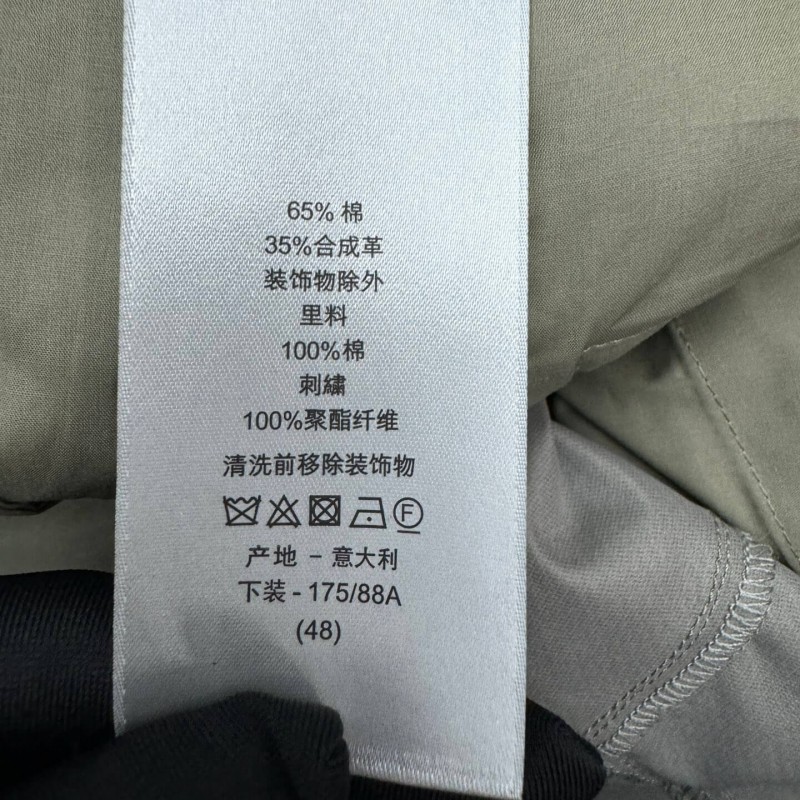 65% 棉
35%合成革
装饰物除外
里料
100%棉
刺繍
100%聚酯纤维
清洗前移除装饰物
F
产地 – 意大利
下装 - 175/88A
(48)